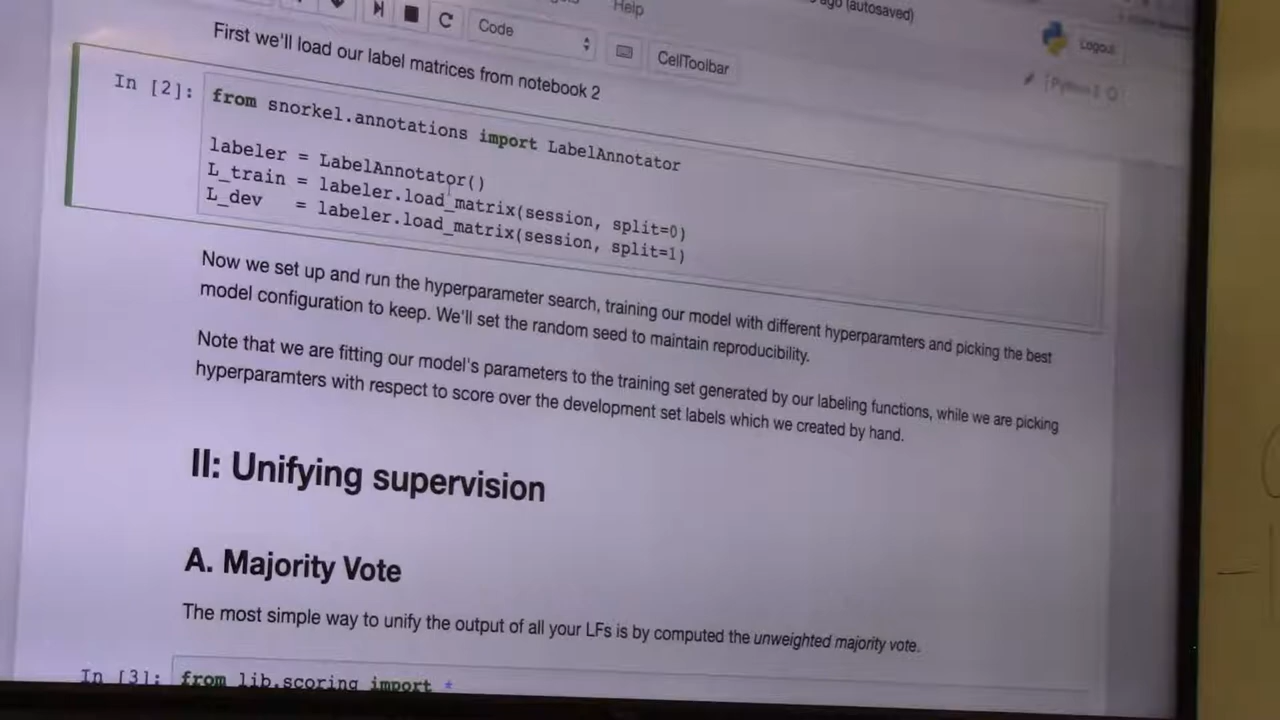 Help
ago (autosaved)
Code
CellToolbar
Logout
First we'll load our label matrices from notebook 2
In [2]:
from snorkel.annotations import LabelAnnotator
labeler = LabelAnnotator()
L_train = labeler.load_matrix(session, split=0)
L_dev = labeler.load_matrix(session, split=1)
Now we set up and run the hyperparameter search, training our model with different hyperparamters and picking the best
model configuration to keep. We'll set the random seed to maintain reproducibility.
Note that we are fitting our model's parameters to the training set generated by our labeling functions, while we are picking
hyperparamters with respect to score over the development set labels which we created by hand.
II: Unifying supervision
A. Majority Vote
The most simple way to unify the output of all your LFs is by computed the unweighted majority vote.
In [3]:
from lib.scoring import *